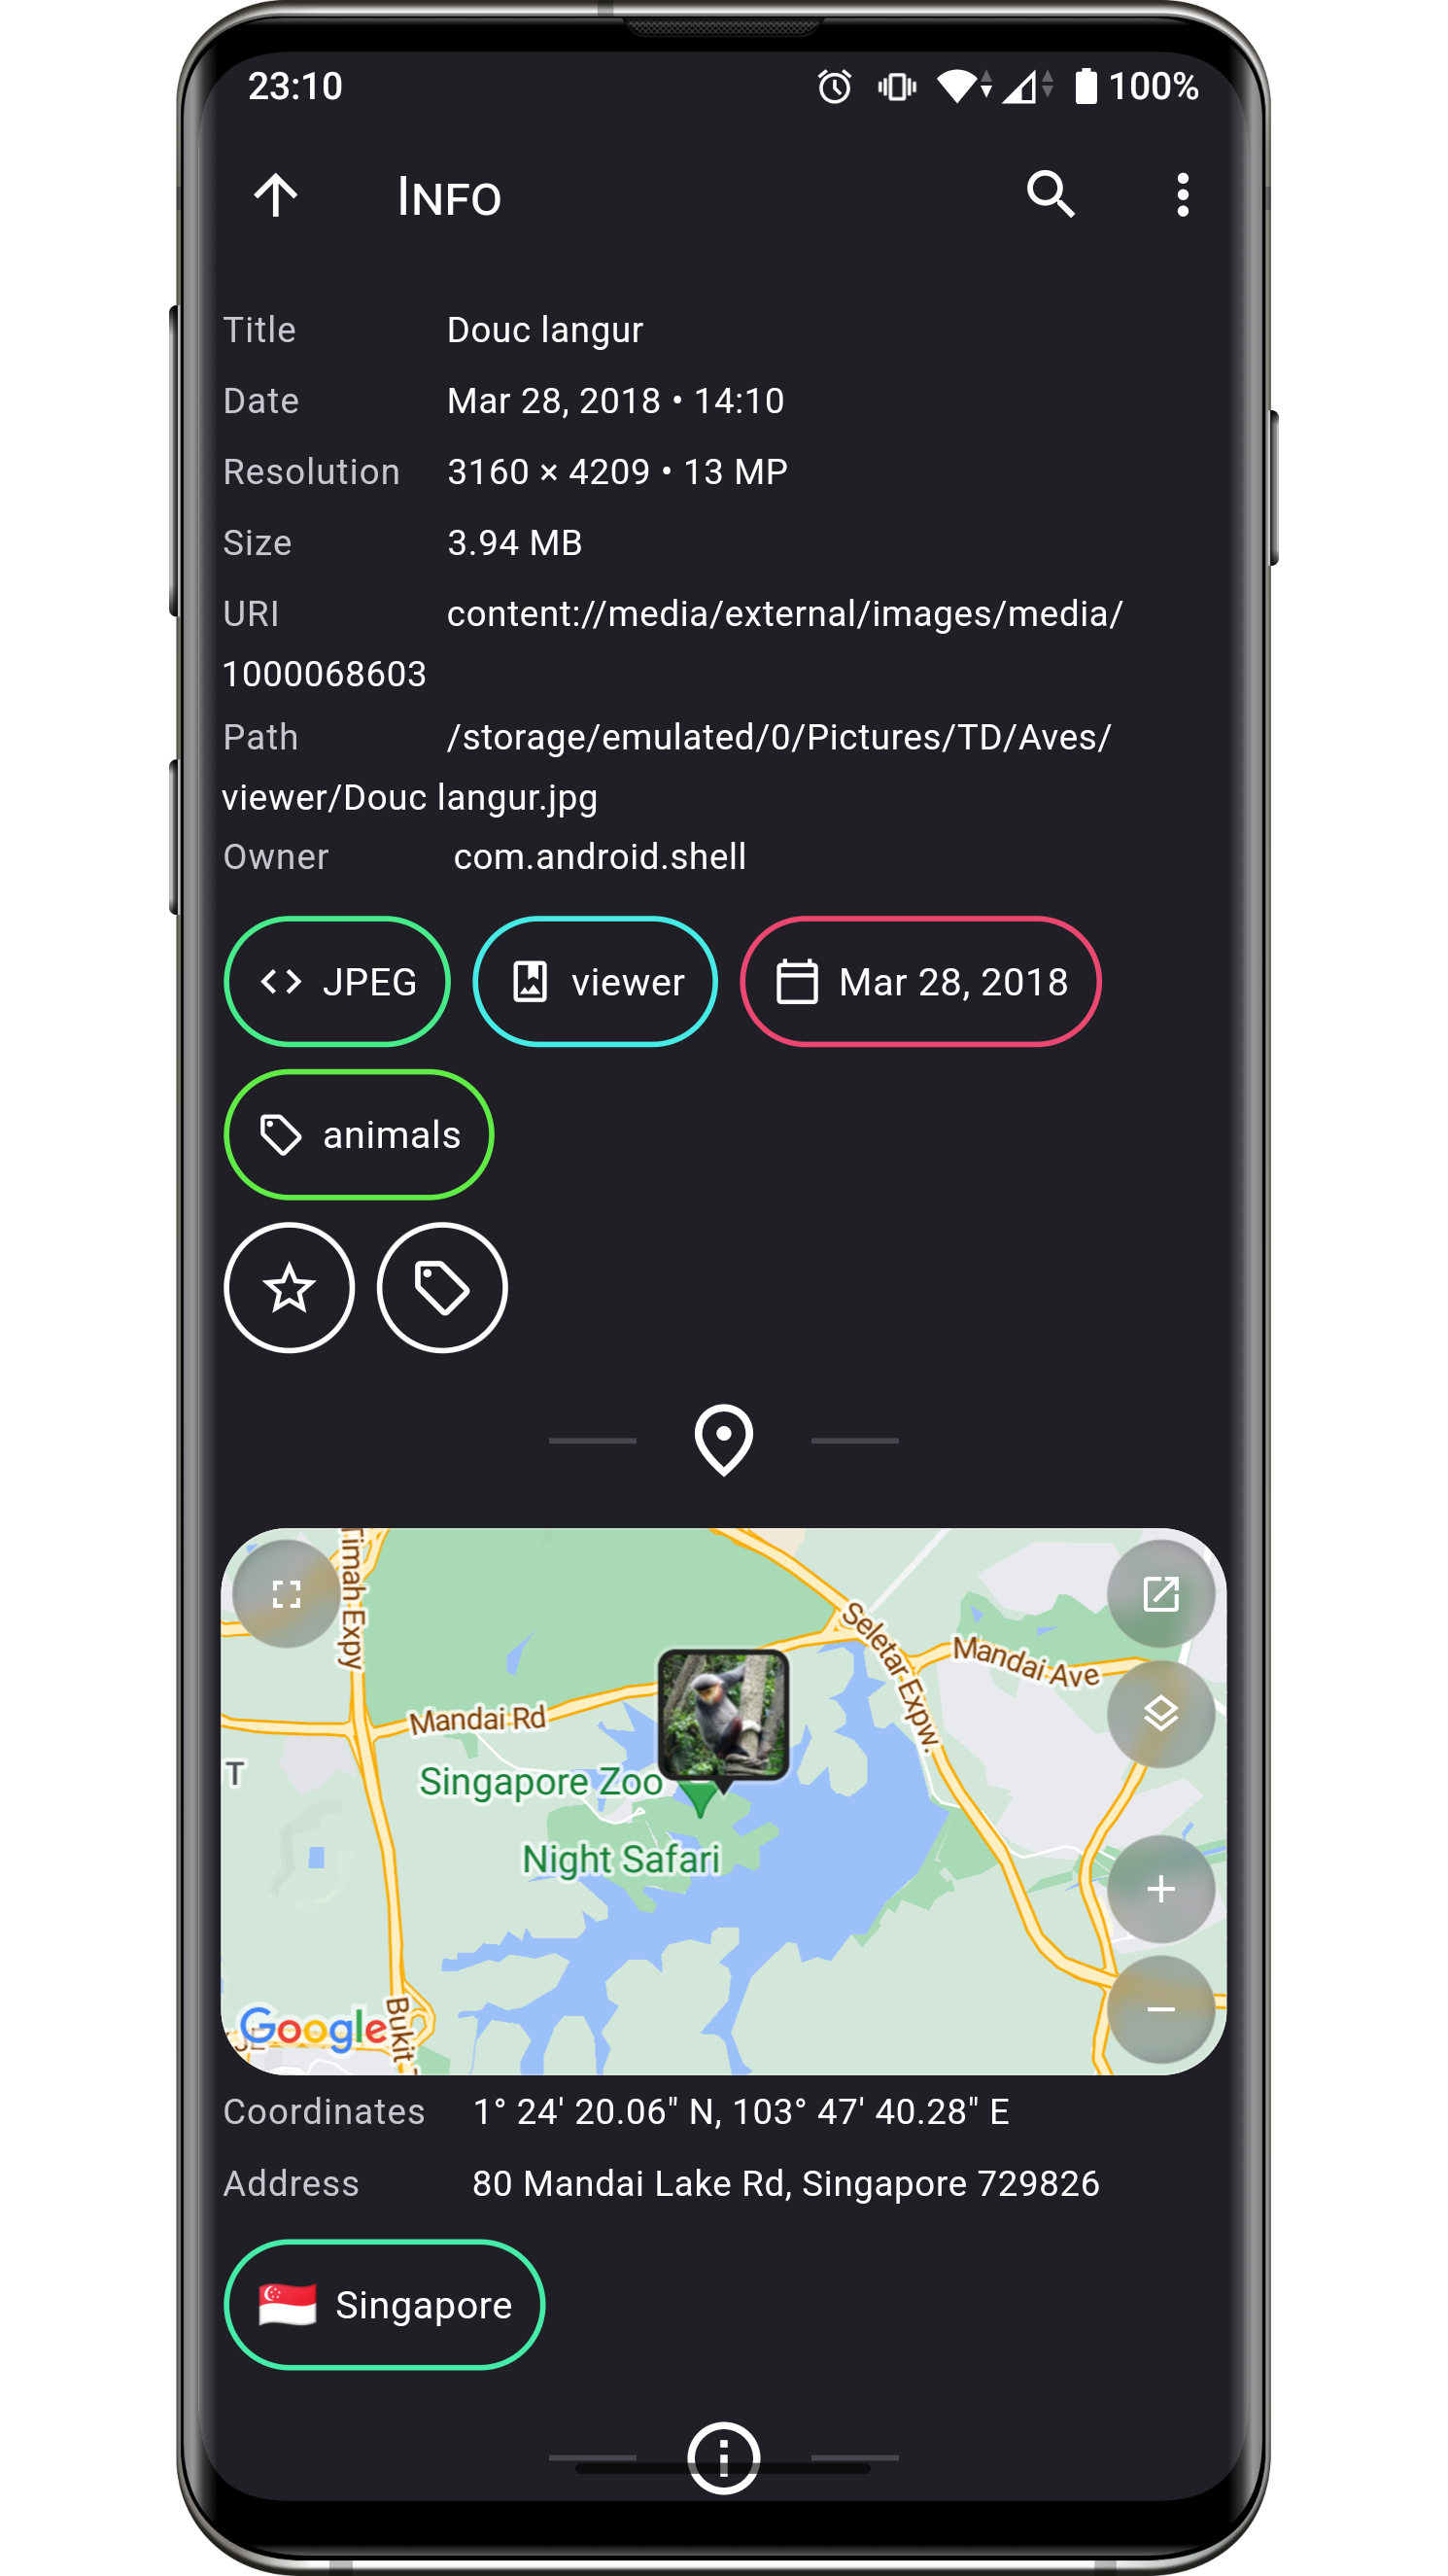 23:10 100%
INFO
Title Douc langur
Date Mar 28, 2018 • 14:10
Resolution 3160 × 4209 • 13 MP
Size 3.94 MB
URI content://media/external/images/media/
1000068603
Path /storage/emulated/0/Pictures/TD/Aves/
viewer/Douc langur.jpg
Owner com.android.shell
JPEG viewer Mar 28, 2018
animals
Timah Expy
Seletar Expw.
Mandai Ave
Mandai Rd
T
Singapore Zoo
Night Safari
Google
Bukit
Coordinates 1° 24' 20.06" N, 103° 47' 40.28" E
Address 80 Mandai Lake Rd, Singapore 729826
Singapore